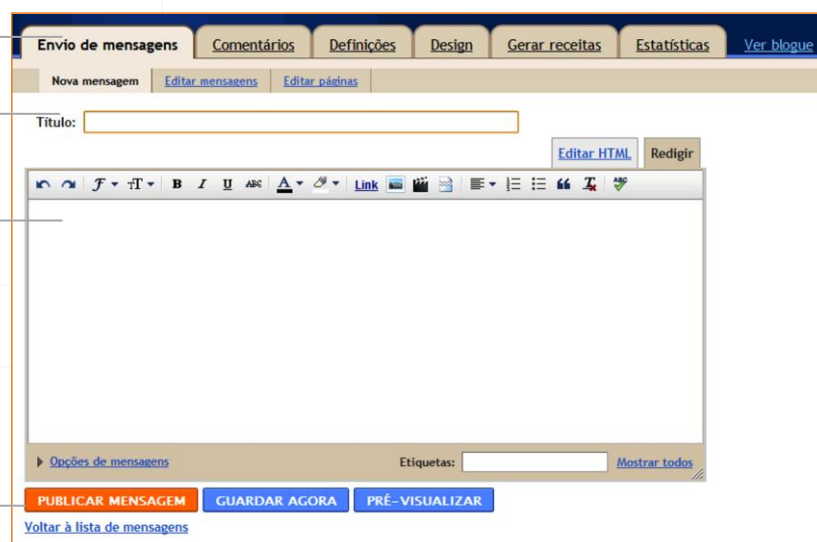 Envio de mensagens Comentários Definições Design Gerar receitas Estatísticas Ver blogue
Nova mensagem Editar mensagens Editar páginas
Título:
Editar HTML Redigir
F T B I U ABC A Link T ABC
Opções de mensagens Etiquetas: Mostrar todos
PUBLICAR MENSAGEM GUARDAR AGORA PRÉ-VISUALIZAR
Voltar à lista de mensagens